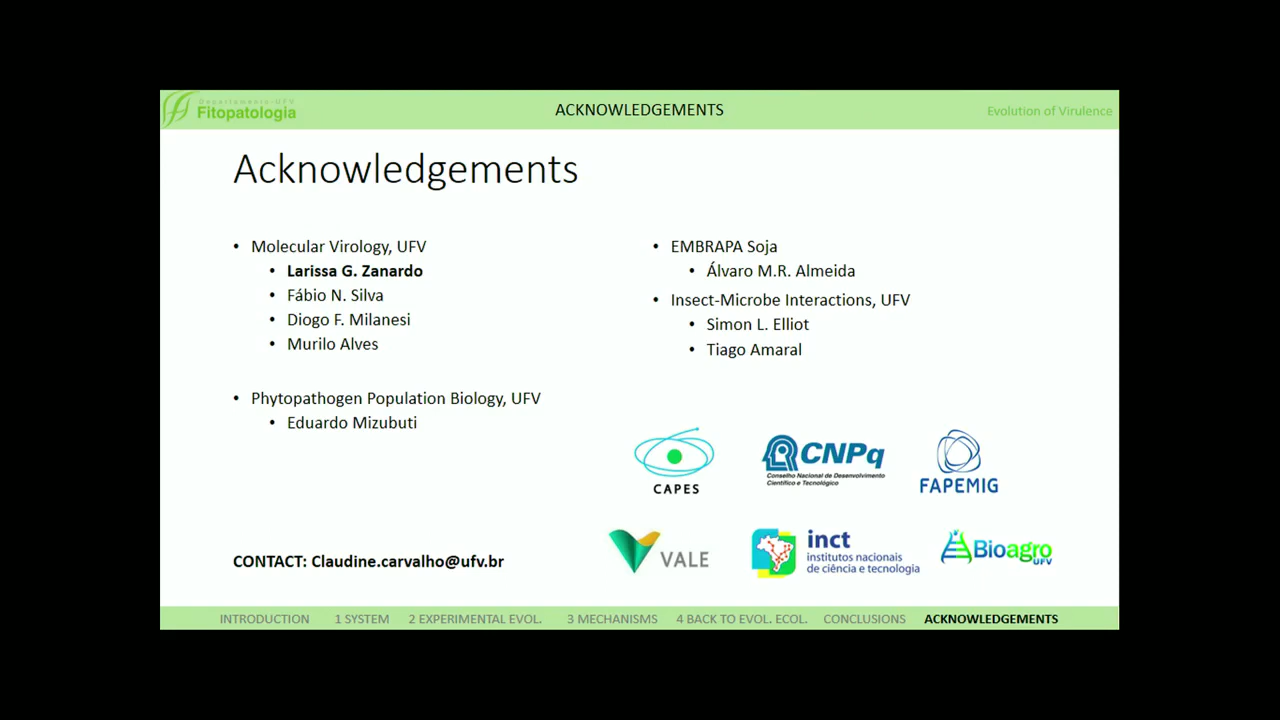 Departamento-UFV
Fitopatologia
ACKNOWLEDGEMENTS
Evolution of Virulence
Acknowledgements
• Molecular Virology, UFV
• Larissa G. Zanardo
• Fábio N. Silva
• Diogo F. Milanesi
• Murilo Alves
• Phytopathogen Population Biology, UFV
• Eduardo Mizubuti
• EMBRAPA Soja
• Álvaro M.R. Almeida
• Insect-Microbe Interactions, UFV
• Simon L. Elliot
• Tiago Amaral
CAPES
CNPq
Conselho Nacional de Desenvolvimento
Científico e Tecnológico
FAPEMIG
VALE
inct
institutos nacionais
de ciência e tecnologia
Bioagro
UFV
CONTACT: Claudine.carvalho@ufv.br
INTRODUCTION 1 SYSTEM 2 EXPERIMENTAL EVOL. 3 MECHANISMS 4 BACK TO EVOL. ECOL. CONCLUSIONS ACKNOWLEDGEMENTS